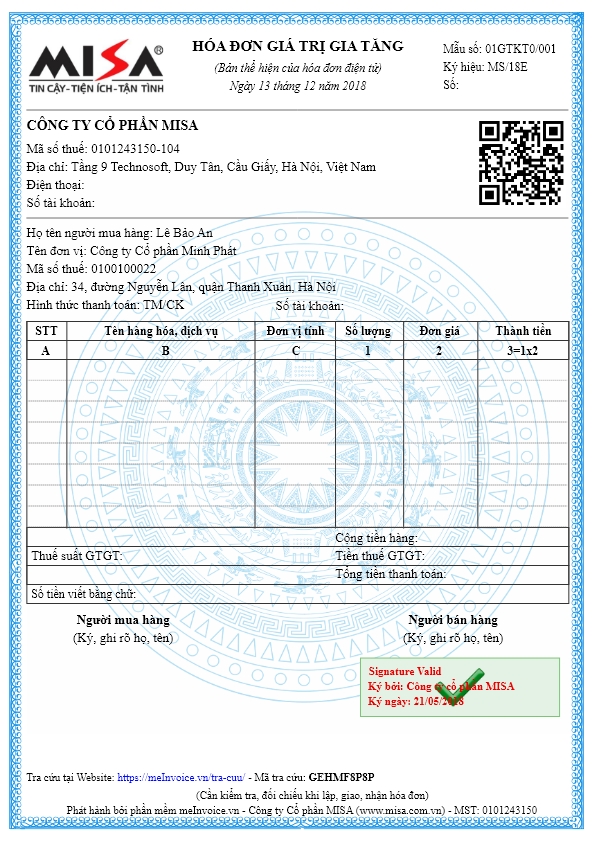 MISA®
TIN CẬY-TIỆN ÍCH-TẬN TÌNH
HÓA ĐƠN GIÁ TRỊ GIA TĂNG
(Bản thể hiện của hóa đơn điện tử)
Ngày 13 tháng 12 năm 2018
Mẫu số: 01GTKT0/001
Ký hiệu: MS/18E
Số:
CÔNG TY CỔ PHẦN MISA
Mã số thuế: 0101243150-104
Địa chỉ: Tầng 9 Technosoft, Duy Tân, Cầu Giấy, Hà Nội, Việt Nam
Điện thoại:
Số tài khoản:
Họ tên người mua hàng: Lê Bảo An
Tên đơn vị: Công ty Cổ phần Minh Phát
Mã số thuế: 0100100022
Địa chỉ: 34, đường Nguyễn Lân, quận Thanh Xuân, Hà Nội
Hình thức thanh toán: TM/CK Số tài khoản:
STT Tên hàng hóa, dịch vụ Đơn vị tính Số lượng Đơn giá Thành tiền
A B C 1 2 3=1x2
Cộng tiền hàng:
Thuế suất GTGT: Tiền thuế GTGT:
Tổng tiền thanh toán:
Số tiền viết bằng chữ:
Người mua hàng Người bán hàng
(Ký, ghi rõ họ, tên) (Ký, ghi rõ họ, tên)
Signature Valid
Ký bởi: Công ty cổ phần MISA
Ký ngày: 21/05/2018
Tra cứu tại Website: https://meInvoice.vn/tra-cuu/ - Mã tra cứu: GEHMF8P8P
(Cần kiểm tra, đối chiếu khi lập, giao, nhận hóa đơn)
Phát hành bởi phần mềm meInvoice.vn - Công ty Cổ phần MISA (www.misa.com.vn) - MST: 0101243150